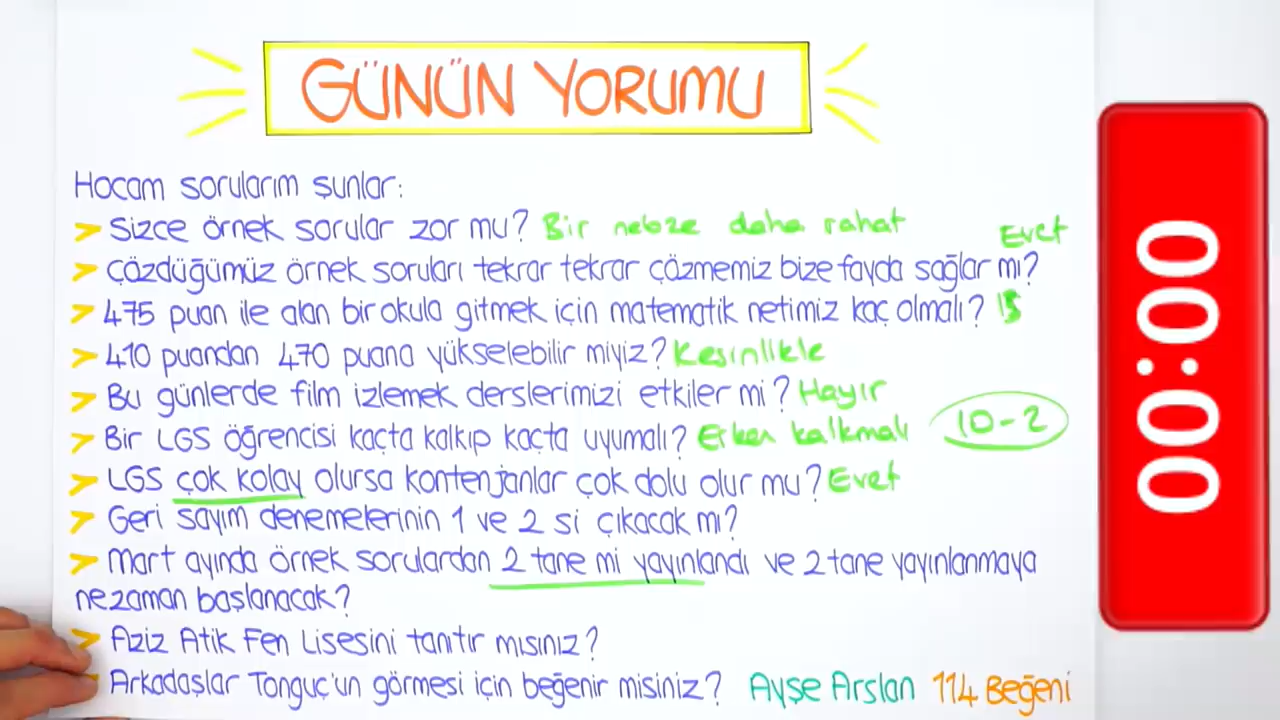 GÜNÜN YORUMU
Hocam sorularım şunlar:
➤ Sizce örnek sorular zor mu? Bir nebze daha rahat
Evet
➤ Çözdüğümüz örnek soruları tekrar tekrar çözmemiz bize fayda sağlar mı?
➤ 475 puan ile alan bir okula gitmek için matematik netimiz kaç olmalı? 15
➤ 410 puandan 470 puana yükselebilir miyiz? Kesinlikle
➤ Bu günlerde film izlemek derslerimizi etkiler mi? Hayır
➤ Bir LGS öğrencisi kaçta kalkıp kaçta uyumalı? Erken kalkmalı 10-2
➤ LGS çok kolay olursa kontenjanlar çok dolu olur mu? Evet
➤ Geri sayım denemelerinin 1 ve 2 si çıkacak mı?
➤ Mart ayında örnek sorulardan 2 tane mi yayınlandı ve 2 tane yayınlanmaya
ne zaman başlanacak?
➤ Aziz Atik Fen Lisesini tanıtır mısınız?
➤ Arkadaşlar Tonguç'un görmesi için beğenir misiniz? Ayşe Arslan 114 Beğeni
00:00